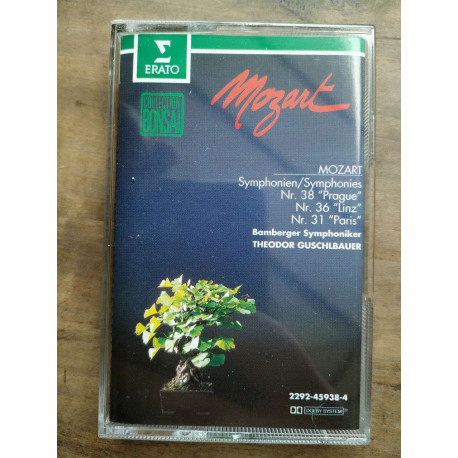 ERATO
Mozart
COLLECTION
BONSAI
MOZART
Symphonien/Symphonies
Nr. 38 "Prague"
Nr. 36 "Linz"
Nr. 31 "Paris"
Bamberger Symphoniker
THEODOR GUSCHLBAUER
2292-45938-4
DOLBY SYSTEM